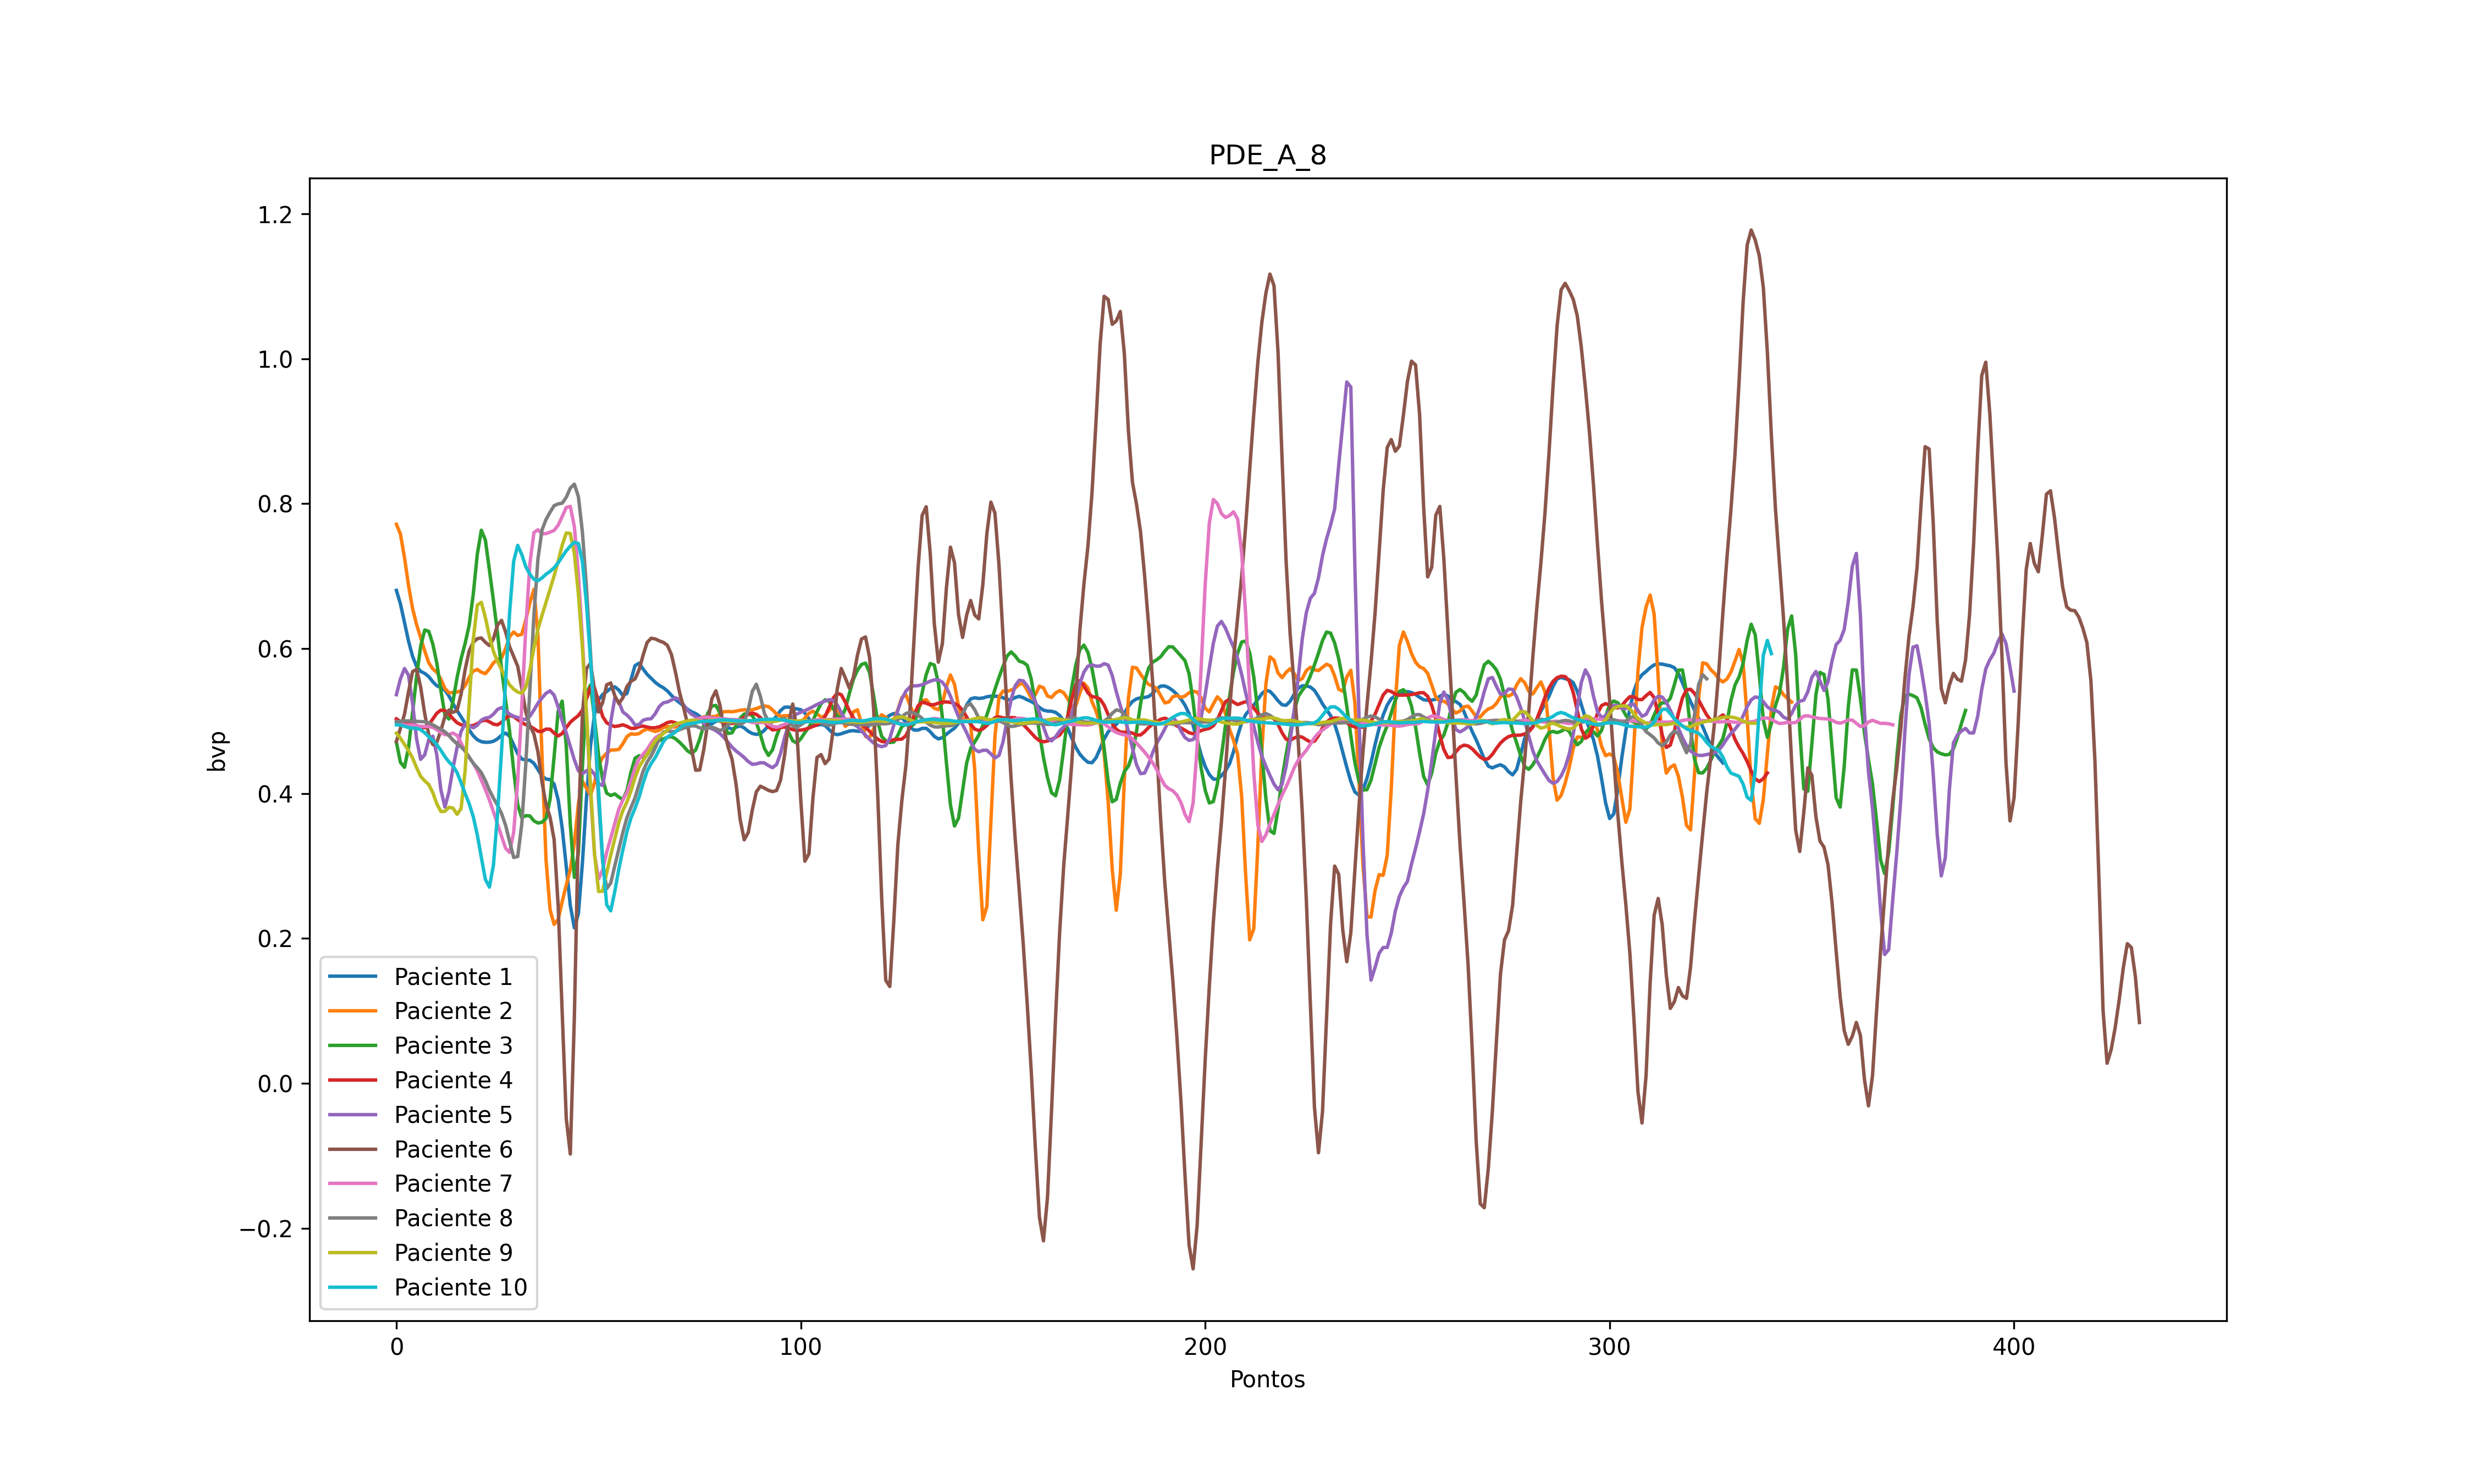 PDE_A_8
1.2
1.0
0.8
0.6
0.4
0.2
0.0
−0.2
bvp
Paciente 1
Paciente 2
Paciente 3
Paciente 4
Paciente 5
Paciente 6
Paciente 7
Paciente 8
Paciente 9
Paciente 10
0 100 200 300 400
Pontos